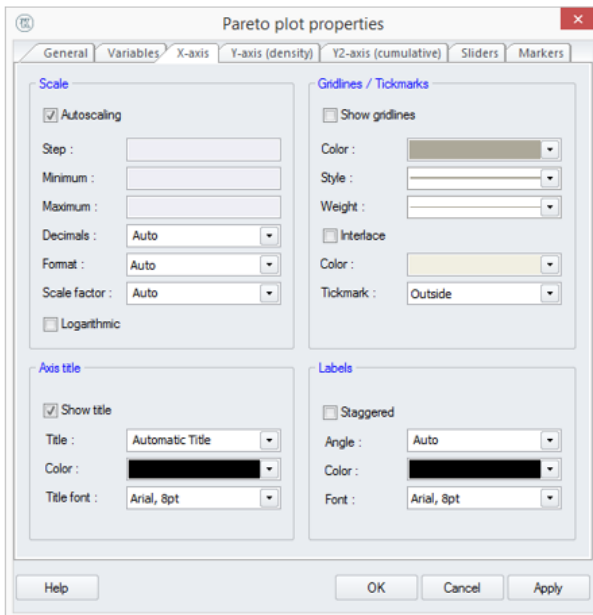 Pareto plot properties
General
Variables
X-axis
Y-axis (density)
Y2-axis (cumulative)
Sliders
Markers
Scale
Autoscaling
Step :
Minimum :
Maximum :
Decimals : Auto
Format : Auto
Scale factor : Auto
Logarithmic
Gridlines / Tickmarks
Show gridlines
Color :
Style :
Weight :
Interlace
Color :
Tickmark : Outside
Axis title
Show title
Title : Automatic Title
Color :
Title font : Arial, 8pt
Labels
Staggered
Angle : Auto
Color :
Font : Arial, 8pt
Help
OK
Cancel
Apply